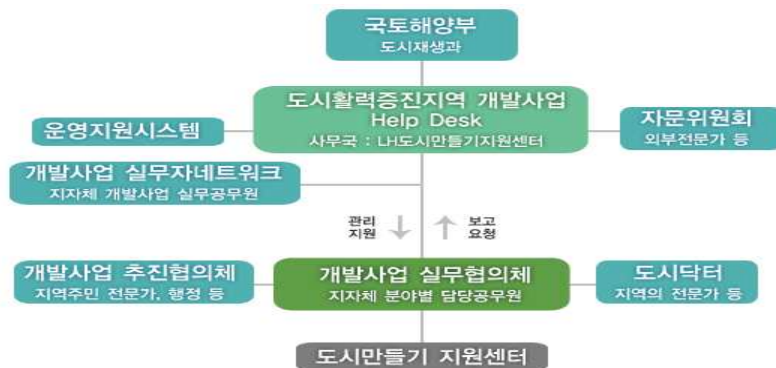 국토해양부
도시재생과
도시활력증진지역 개발사업
Help Desk
사무국 : LH도시만들기지원센터
운영지원시스템
자문위원회
외부전문가 등
개발사업 실무자네트워크
지자체 개발사업 실무공무원
관리
지원
보고
요청
개발사업 추진협의체
지역주민 전문가, 행정 등
개발사업 실무협의체
지자체 분야별 담당공무원
도시닥터
지역의 전문가 등
도시만들기 지원센터